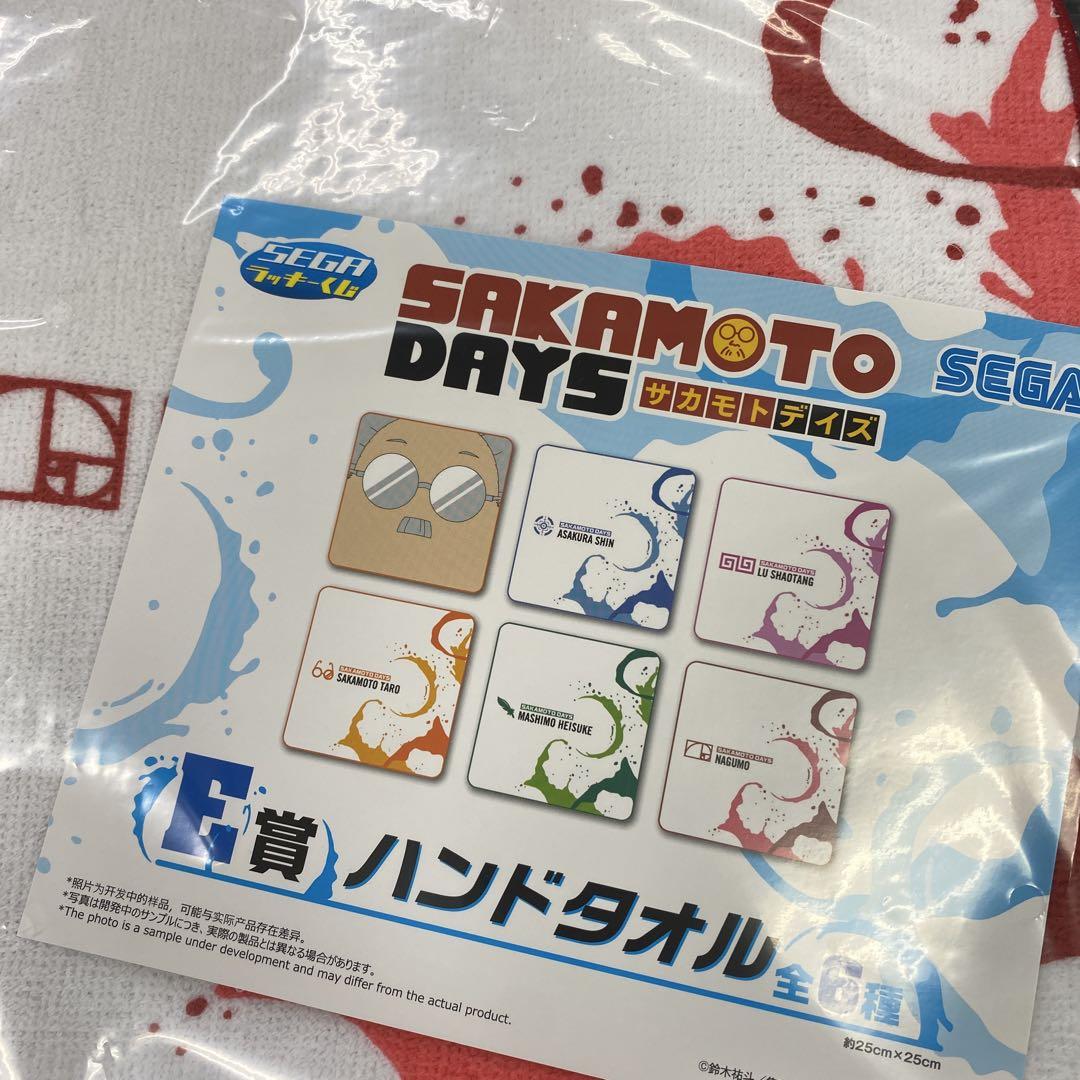 SEGA
ラッキーくじ
SAKAMOTO
DAYS
サカモトデイズ
SEGA
SAKAMOTO DAYS
ASAKURA SHIN
SAKAMOTO DAYS
LU SHAOTANG
SAKAMOTO DAYS
SAKAMOTO TARO
SAKAMOTO DAYS
MASHIMO HEISUKE
SAKAMOTO DAYS
NAGUMO
E賞 ハンドタオル 全6種
約25cm×25cm
*照片为开发中的样品，可能与实际产品存在差异。
*写真は開発中のサンプルにつき、実際の製品とは異なる場合があります。
*The photo is a sample under development and may differ from the actual product.
©鈴木祐斗/